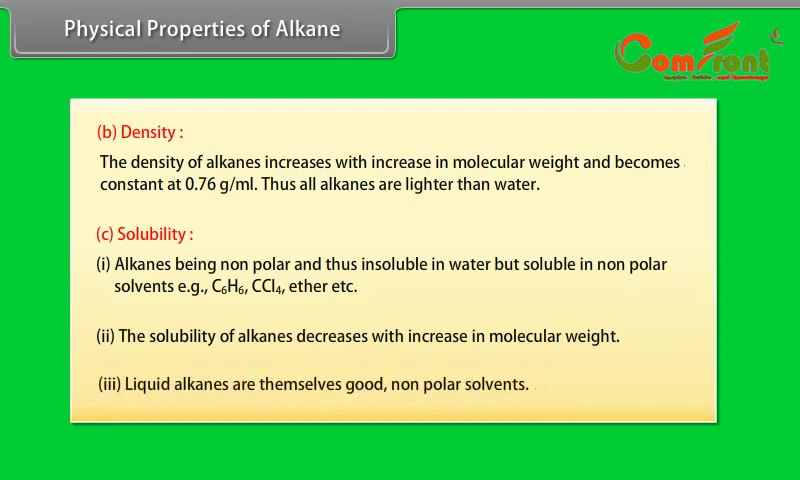 Physical Properties of Alkane
Comfront
(b) Density :
The density of alkanes increases with increase in molecular weight and becomes
constant at 0.76 g/ml. Thus all alkanes are lighter than water.
(c) Solubility :
(i) Alkanes being non polar and thus insoluble in water but soluble in non polar
solvents e.g., C₆H₆, CCl₄, ether etc.
(ii) The solubility of alkanes decreases with increase in molecular weight.
(iii) Liquid alkanes are themselves good, non polar solvents.